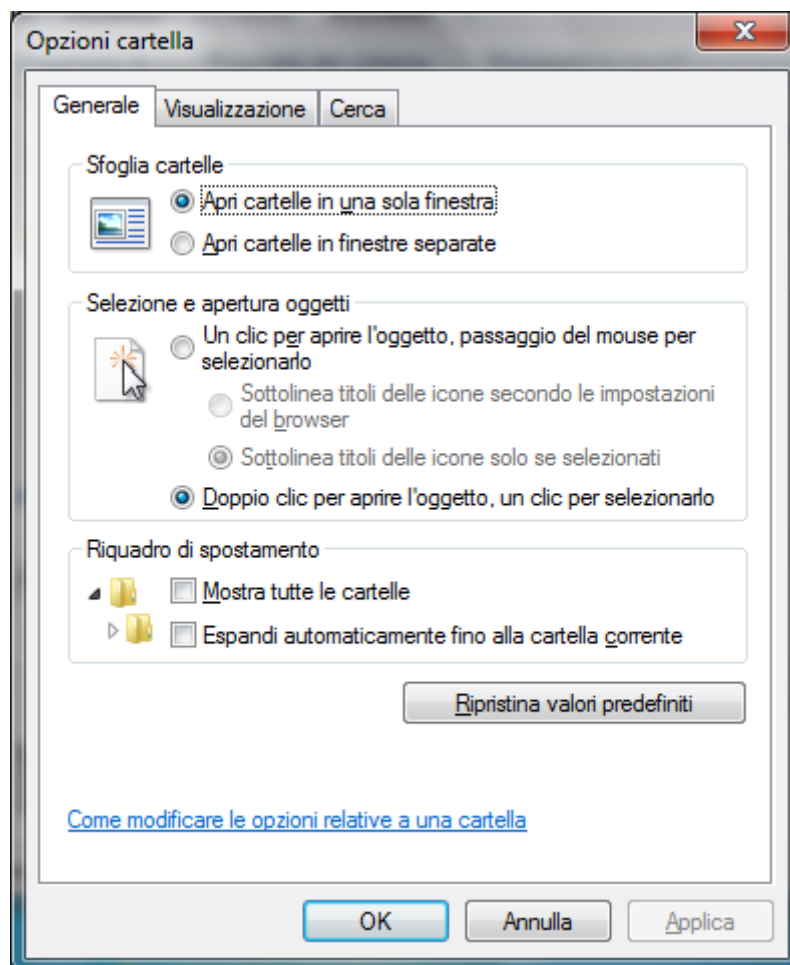 Opzioni cartella
Generale
Visualizzazione
Cerca
Sfoglia cartelle
Apri cartelle in una sola finestra
Apri cartelle in finestre separate
Selezione e apertura oggetti
Un clic per aprire l'oggetto, passaggio del mouse per
selezionarlo
Sottolinea titoli delle icone secondo le impostazioni
del browser
Sottolinea titoli delle icone solo se selezionati
Doppio clic per aprire l'oggetto, un clic per selezionarlo
Riquadro di spostamento
Mostra tutte le cartelle
Espandi automaticamente fino alla cartella corrente
Ripristina valori predefiniti
Come modificare le opzioni relative a una cartella
OK
Annulla
Applica